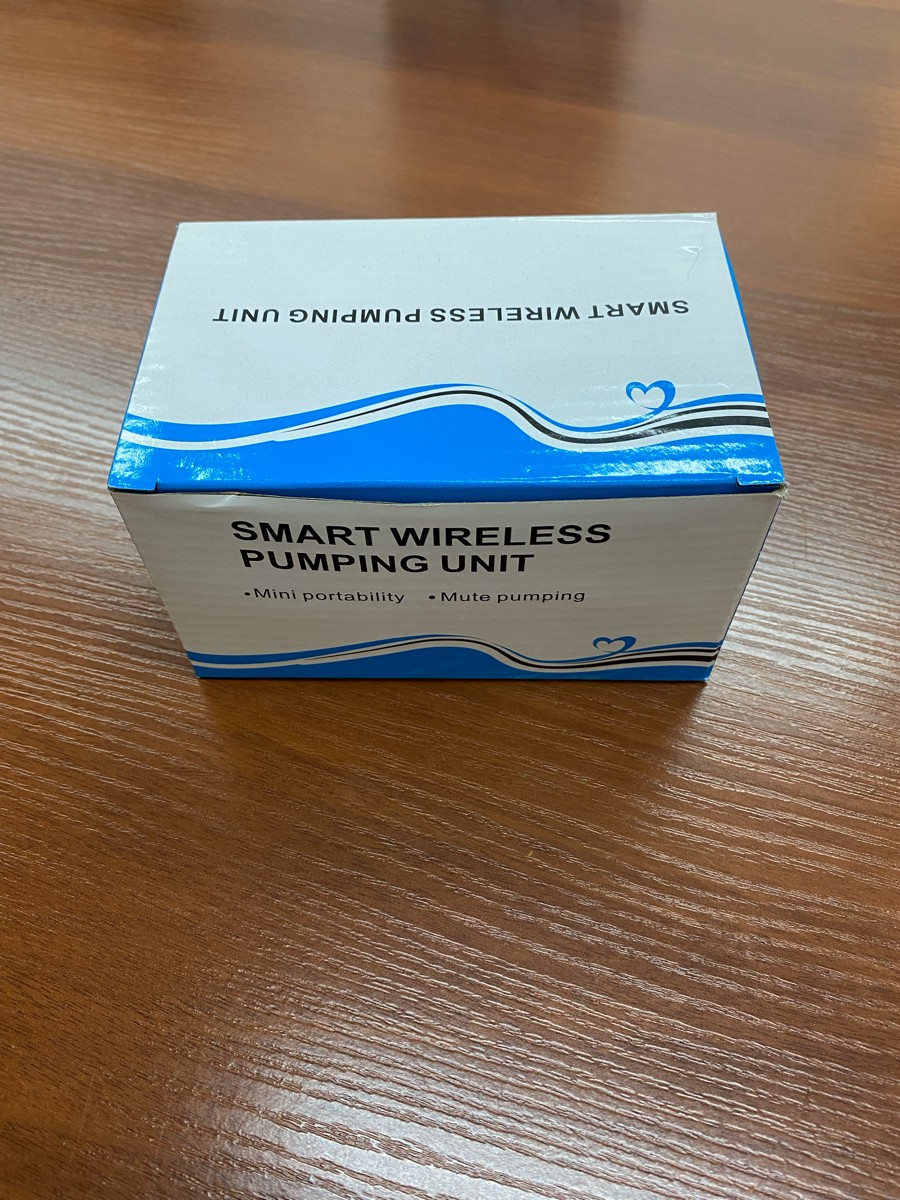 SMART WIRELESS PUMPING UNIT
SMART WIRELESS
PUMPING UNIT
•Mini portability •Mute pumping